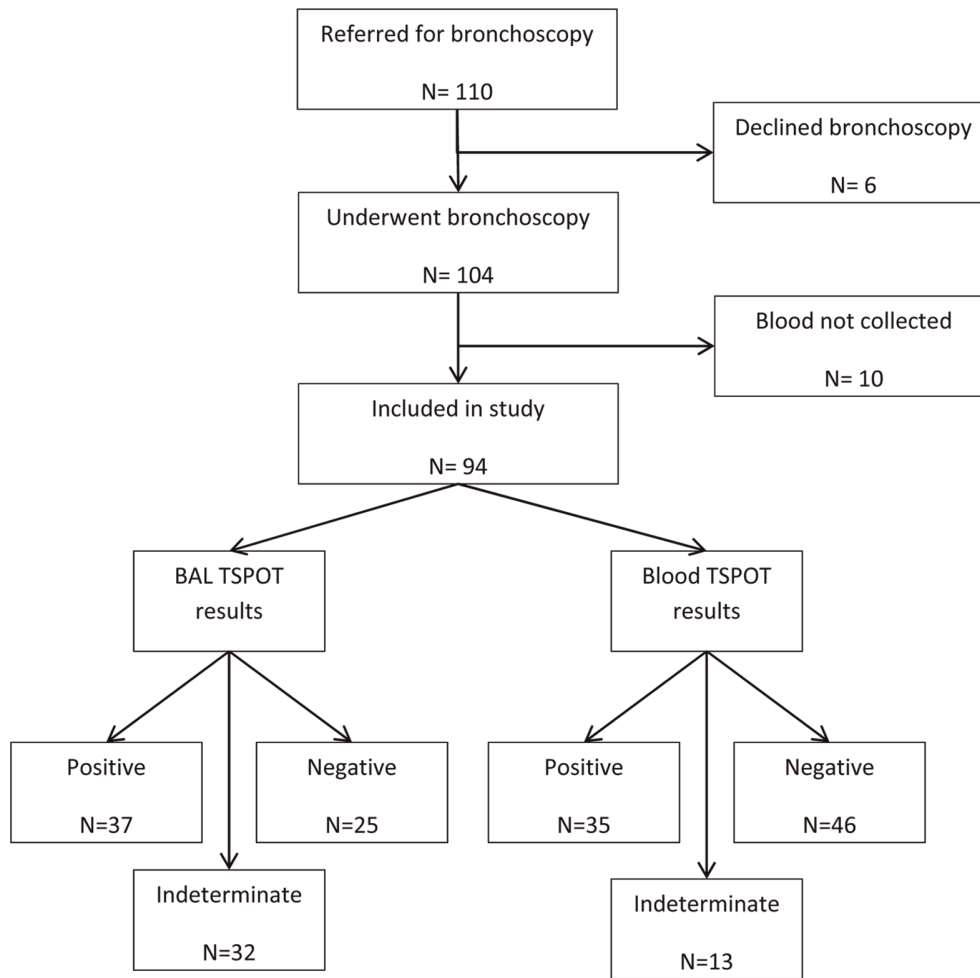 Referred for bronchoscopy
N= 110
Declined bronchoscopy
N= 6
Underwent bronchoscopy
N= 104
Blood not collected
N= 10
Included in study
N= 94
BAL TSPOT
results
Blood TSPOT
results
Positive
N=37
Negative
N=25
Positive
N=35
Negative
N=46
Indeterminate
N=32
Indeterminate
N=13